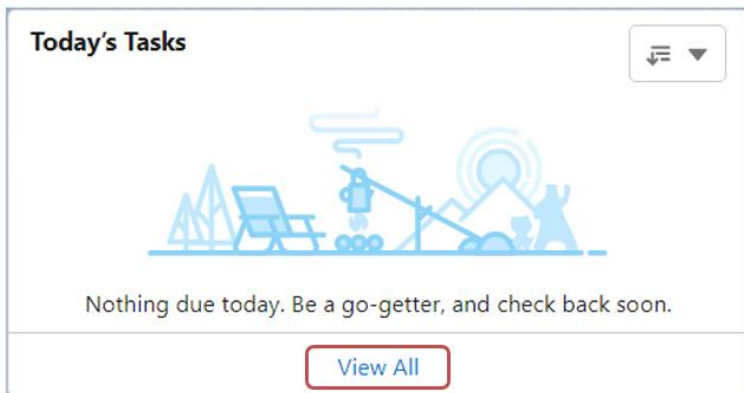 Today’s Tasks
Nothing due today. Be a go-getter, and check back soon.
View All